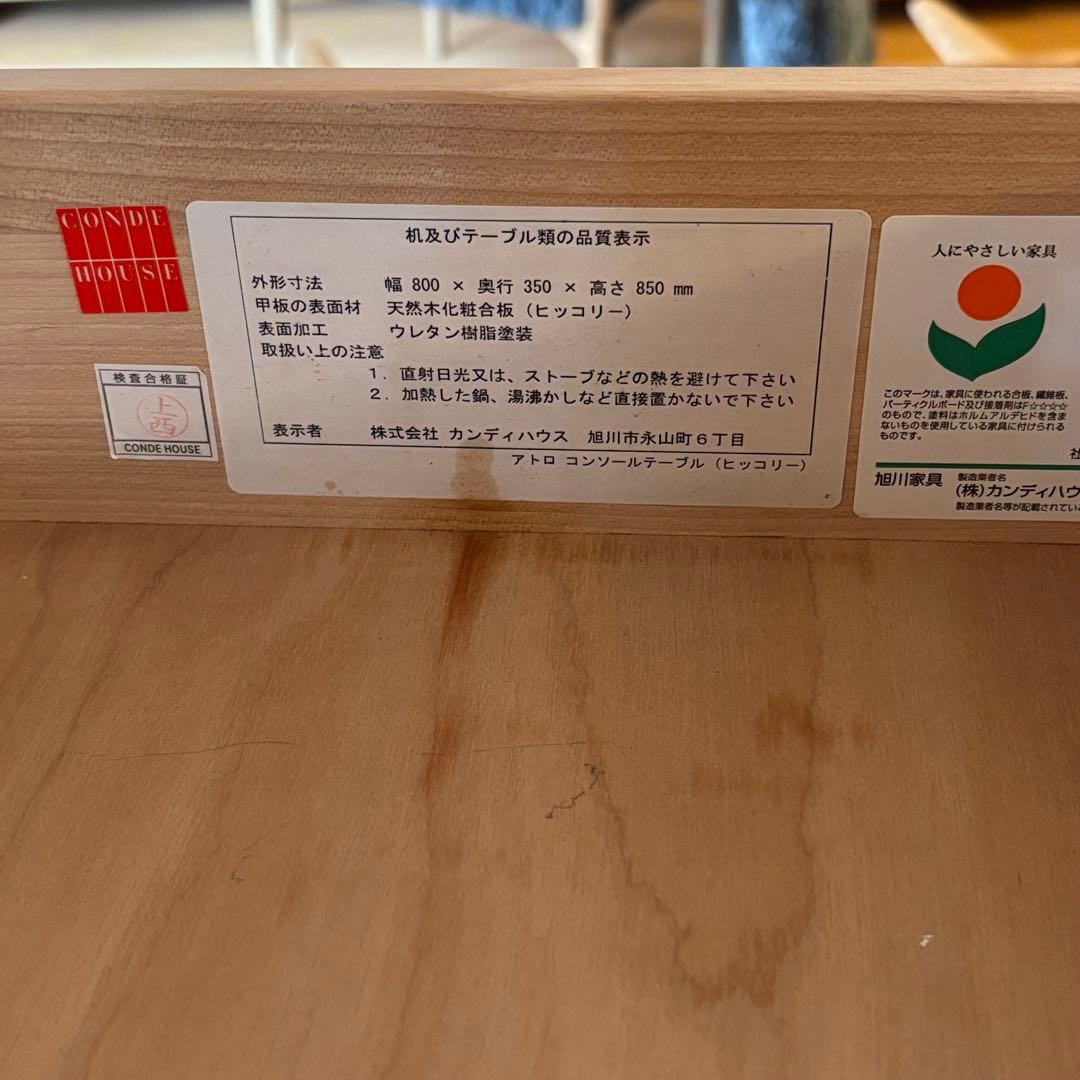 CONDE
HOUSE
検査合格証
上西
CONDE HOUSE
机及びテーブル類の品質表示
外形寸法 幅 800 × 奥行 350 × 高さ 850 mm
甲板の表面材 天然木化粧合板(ヒッコリー)
表面加工 ウレタン樹脂塗装
取扱い上の注意
1. 直射日光又は、ストーブなどの熱を避けて下さい
2. 加熱した鍋、湯沸かしなど直接置かないで下さい
表示者 株式会社 カンディハウス 旭川市永山町6丁目
アトロ コンソールテーブル(ヒッコリー)
人にやさしい家具
このマークは、家具に使われる合板、繊維板、
パーティクルボード及び接着剤はF☆☆☆☆
のもので、塗料はホルムアルデヒドを含ま
ないものを使用している家具に付けられる
ものです。
社
旭川家具
製造業者名
(株)カンディハウ
製造業者名等が記載されてい